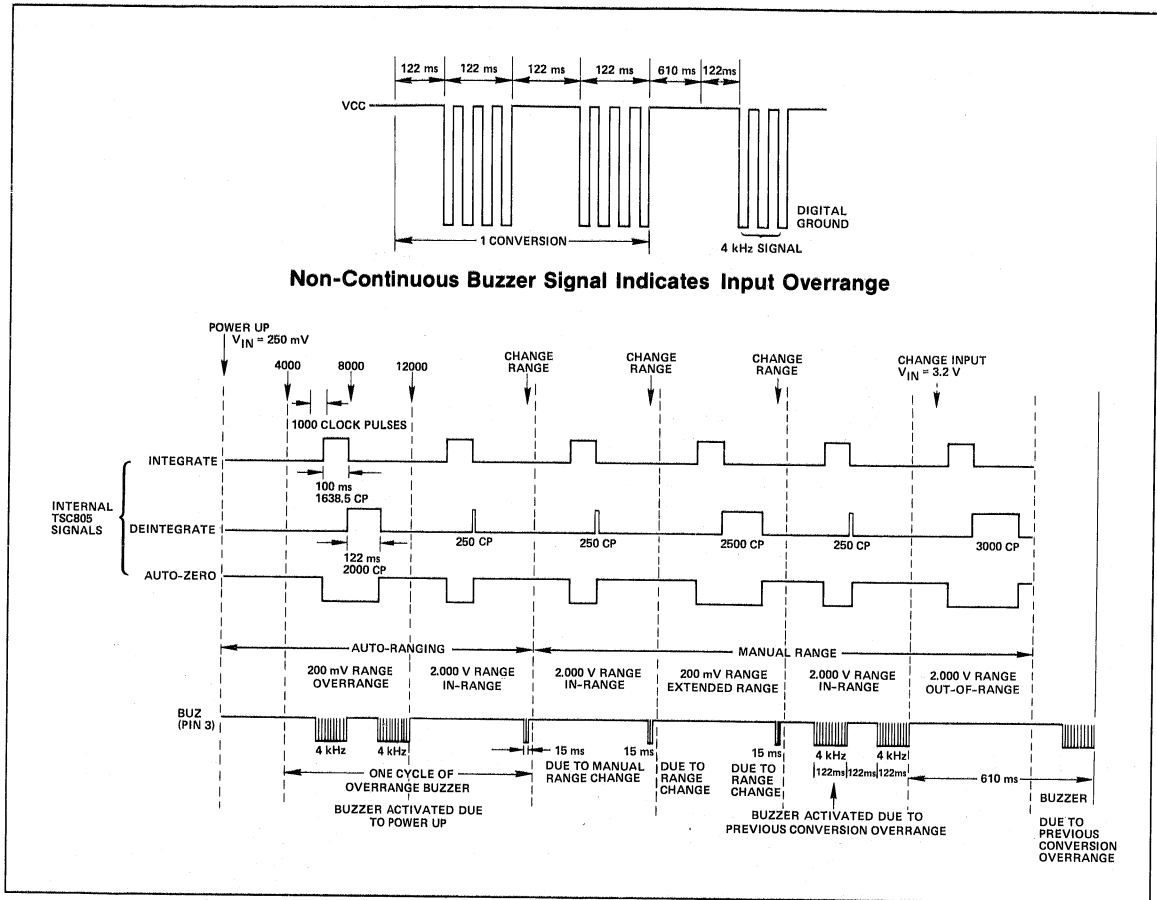 122 ms 122 ms 122 ms 122 ms 610 ms 122ms
VCC
DIGITAL
GROUND
1 CONVERSION
4 kHz SIGNAL
Non-Continuous Buzzer Signal Indicates Input Overrange
POWER UP
VIN = 250 mV
4000 8000 12000
CHANGE
RANGE
CHANGE
RANGE
CHANGE
RANGE
CHANGE INPUT
VIN = 3.2 V
1000 CLOCK PULSES
INTEGRATE
100 ms
1638.5 CP
INTERNAL
TSC805
SIGNALS
DEINTEGRATE
250 CP 250 CP 2500 CP 250 CP 3000 CP
122 ms
2000 CP
AUTO-ZERO
AUTO-RANGING MANUAL RANGE
200 mV RANGE
OVERRANGE
2.000 V RANGE
IN-RANGE
2.000 V RANGE
IN-RANGE
200 mV RANGE
EXTENDED RANGE
2.000 V RANGE
IN-RANGE
2.000 V RANGE
OUT-OF-RANGE
BUZ
(PIN 3)
4 kHz 4 kHz 15 ms 15 ms 15 ms 4 kHz 4 kHz
ONE CYCLE OF
OVERRANGE BUZZER
BUZZER ACTIVATED DUE
TO POWER UP
DUE TO MANUAL
RANGE CHANGE
DUE TO
RANGE
CHANGE
DUE TO
RANGE
CHANGE
122ms 122ms 122ms
610 ms
BUZZER ACTIVATED DUE TO
PREVIOUS CONVERSION OVERRANGE
BUZZER
DUE TO
PREVIOUS
CONVERSION
OVERRANGE